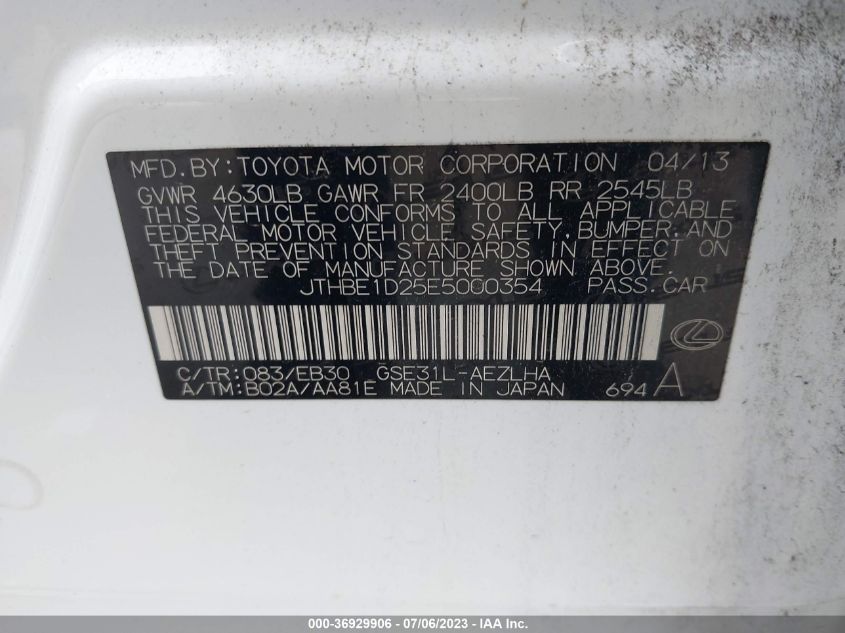 MFD. BY: TOYOTA MOTOR CORPORATION 04/13
GVWR 4630LB GAWR FR 2400LB RR 2545LB
THIS VEHICLE CONFORMS TO ALL APPLICABLE
FEDERAL MOTOR VEHICLE SAFETY, BUMPER, AND
THEFT PREVENTION STANDARDS IN EFFECT ON
THE DATE OF MANUFACTURE SHOWN ABOVE.
JTHBE1D25E5000354 PASS. CAR
C/TR: 083/EB30 GSE31L-AEZLHA
A/TM: B02A/AA81E MADE IN JAPAN 694 A
000-36929906 - 07/06/2023 - IAA Inc.